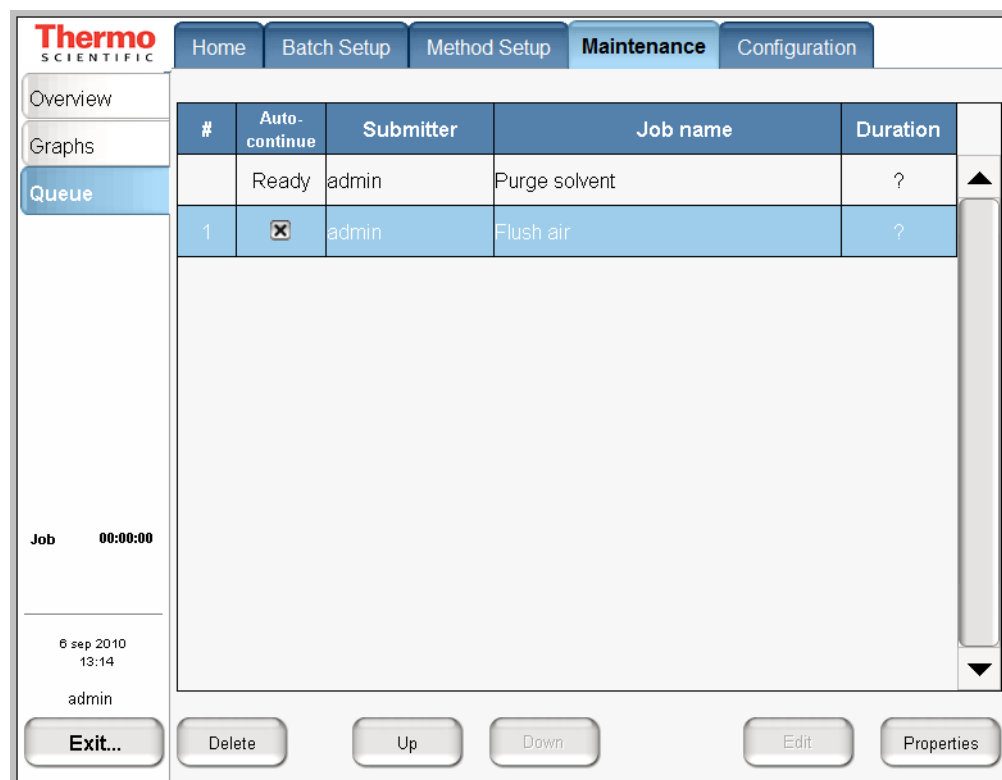 Thermo
SCIENTIFIC
Home Batch Setup Method Setup Maintenance Configuration
Overview
Graphs
Queue
# Auto-continue Submitter Job name Duration
Ready admin Purge solvent ?
1 admin Flush air ?
Job 00:00:00
6 sep 2010
13:14
admin
Exit... Delete Up Down Edit Properties